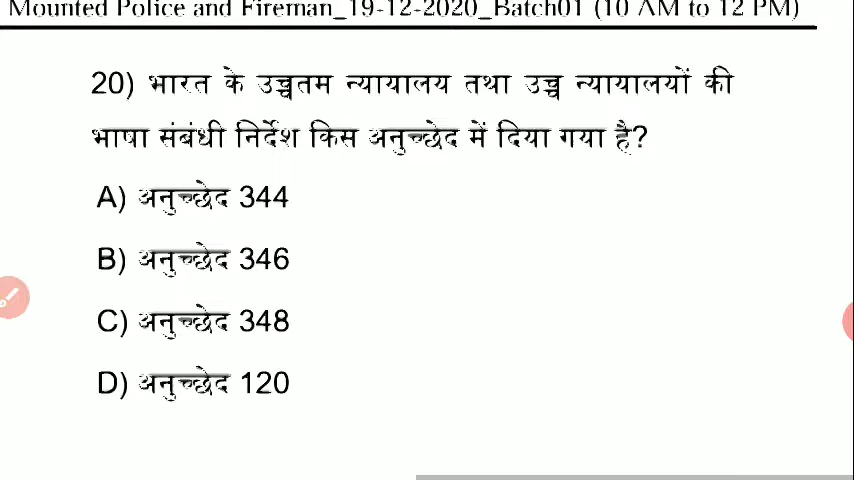 Mounted Police and Fireman_19-12-2020_Batch01 (10 AM to 12 PM)
20) भारत के उच्चतम न्यायालय तथा उच्च न्यायालयों की
भाषा संबंधी निर्देश किस अनुच्छेद में दिया गया है?
A) अनुच्छेद 344
B) अनुच्छेद 346
C) अनुच्छेद 348
D) अनुच्छेद 120